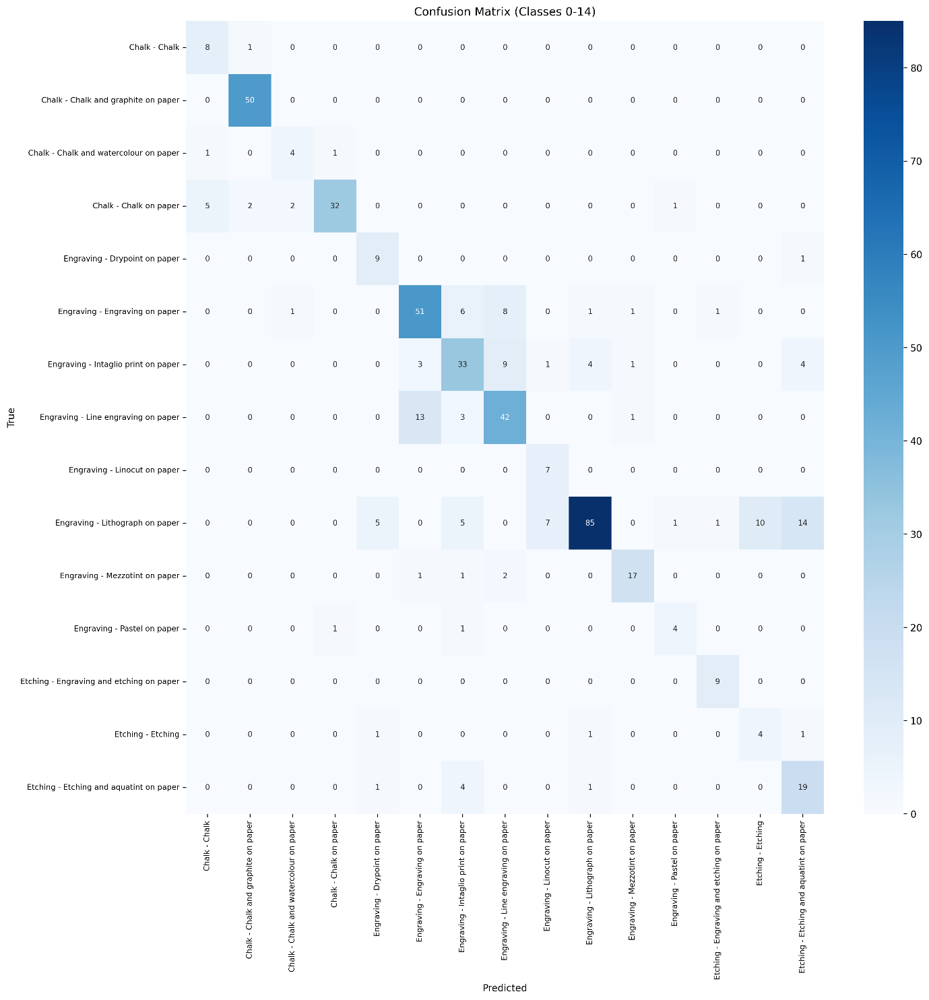 Confusion Matrix (Classes 0-14)
True
Chalk - Chalk 8 1 0 0 0 0 0 0 0 0 0 0 0 0 0
Chalk - Chalk and graphite on paper 0 50 0 0 0 0 0 0 0 0 0 0 0 0 0
Chalk - Chalk and watercolour on paper 1 0 4 1 0 0 0 0 0 0 0 0 0 0 0
Chalk - Chalk on paper 5 2 2 32 0 0 0 0 0 0 0 1 0 0 0
Engraving - Drypoint on paper 0 0 0 0 9 0 0 0 0 0 0 0 0 0 1
Engraving - Engraving on paper 0 0 1 0 0 51 6 8 0 1 1 0 1 0 0
Engraving - Intaglio print on paper 0 0 0 0 0 3 33 9 1 4 1 0 0 0 4
Engraving - Line engraving on paper 0 0 0 0 0 13 3 42 0 0 1 0 0 0 0
Engraving - Linocut on paper 0 0 0 0 0 0 0 0 7 0 0 0 0 0 0
Engraving - Lithograph on paper 0 0 0 0 5 0 5 0 7 85 0 1 1 10 14
Engraving - Mezzotint on paper 0 0 0 0 0 1 1 2 0 0 17 0 0 0 0
Engraving - Pastel on paper 0 0 0 1 0 0 1 0 0 0 0 4 0 0 0
Etching - Engraving and etching on paper 0 0 0 0 0 0 0 0 0 0 0 0 9 0 0
Etching - Etching 0 0 0 0 1 0 0 0 0 1 0 0 0 4 1
Etching - Etching and aquatint on paper 0 0 0 0 1 0 4 0 0 1 0 0 0 0 19
Chalk - Chalk
Chalk - Chalk and graphite on paper
Chalk - Chalk and watercolour on paper
Chalk - Chalk on paper
Engraving - Drypoint on paper
Engraving - Engraving on paper
Engraving - Intaglio print on paper
Engraving - Line engraving on paper
Engraving - Linocut on paper
Engraving - Lithograph on paper
Engraving - Mezzotint on paper
Engraving - Pastel on paper
Etching - Engraving and etching on paper
Etching - Etching
Etching - Etching and aquatint on paper
Predicted
80
70
60
50
40
30
20
10
0